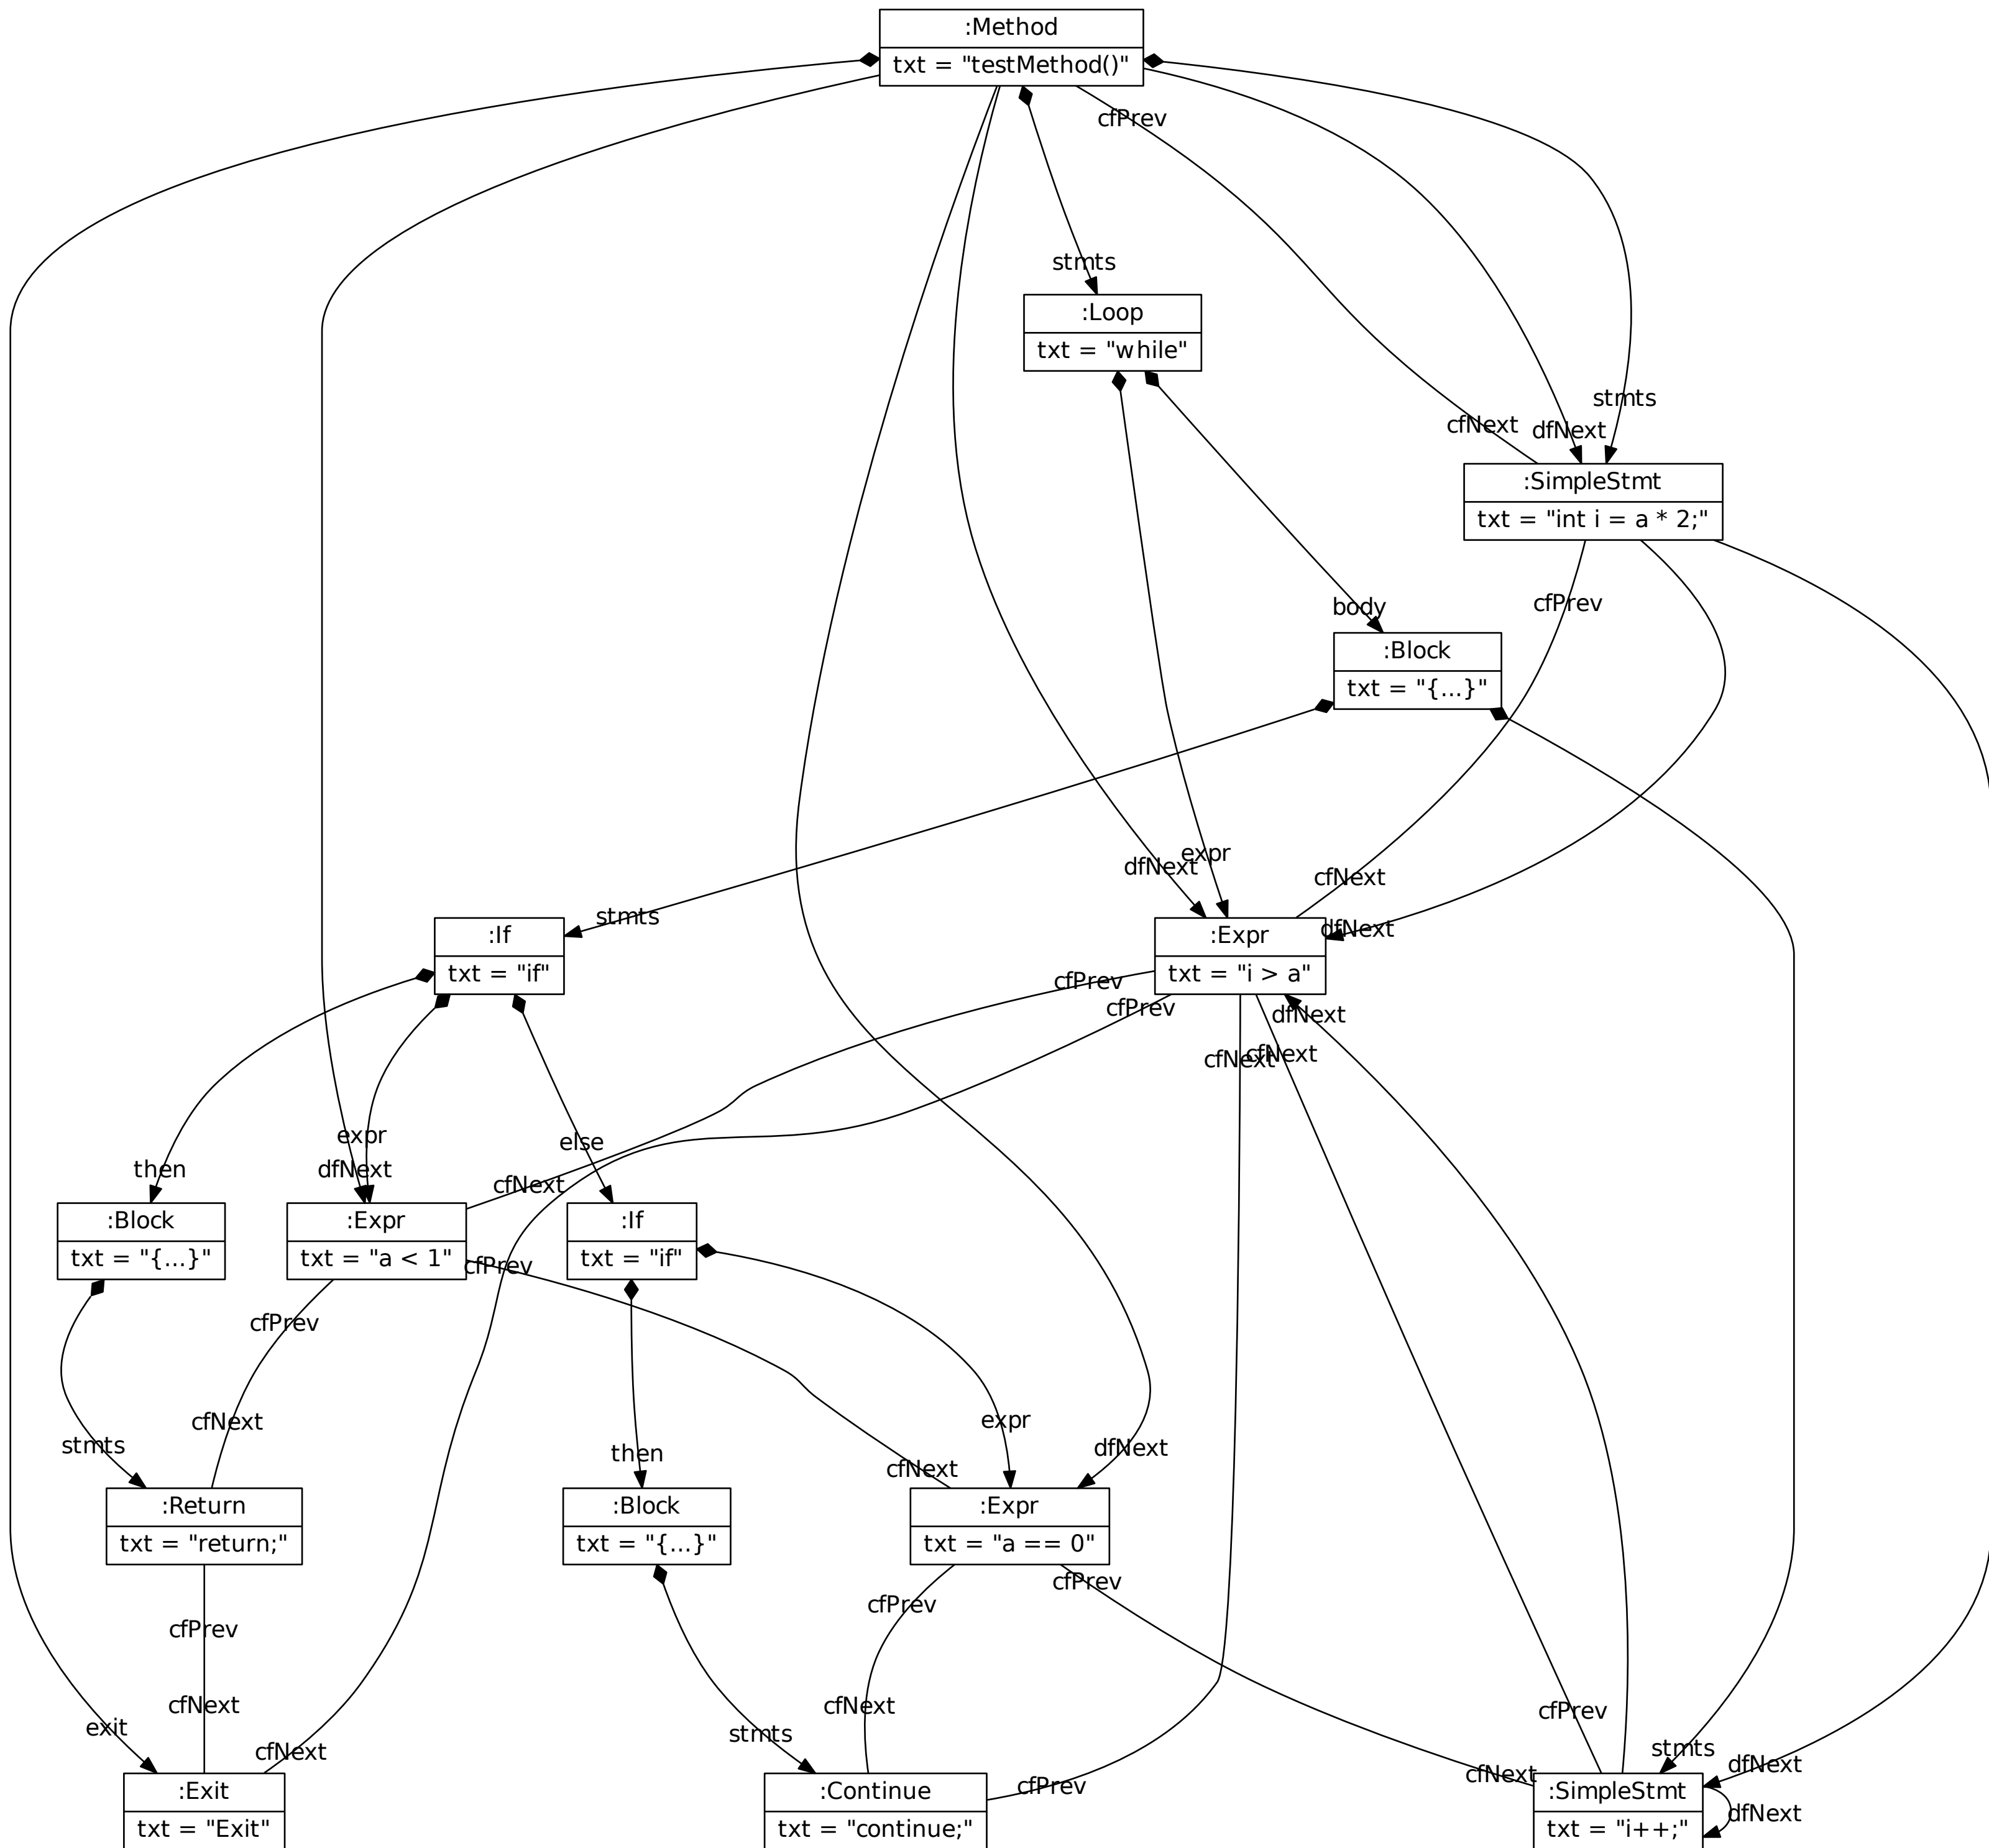 :Method
txt = "testMethod()"
cfPrev
stmts
:Loop
txt = "while"
stmts
cfNext
dfNext
:SimpleStmt
txt = "int i = a * 2;"
cfPrev
body
:Block
txt = "{...}"
expr
dfNext
cfNext
stmts
dfNext
:If
txt = "if"
:Expr
txt = "i > a"
cfPrev
cfPrev
dfNext
cfNext
cfNext
expr
else
then
dfNext
cfNext
:Block
txt = "{...}"
:Expr
txt = "a < 1"
:If
txt = "if"
cfPrev
cfPrev
cfNext
expr
stmts
then
dfNext
cfNext
:Return
txt = "return;"
:Block
txt = "{...}"
:Expr
txt = "a == 0"
cfPrev
cfPrev
cfPrev
cfNext
cfNext
cfPrev
exit
stmts
cfNext
stmts
dfNext
cfNext
cfPrev
:Exit
txt = "Exit"
:Continue
txt = "continue;"
:SimpleStmt
txt = "i++;"
dfNext